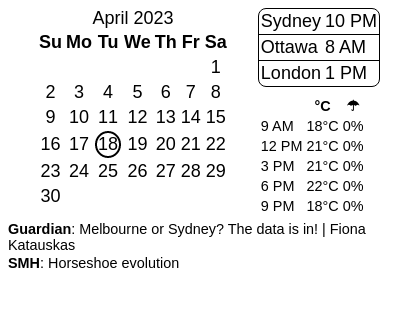 April 2023
Su Mo Tu We Th Fr Sa
1
2 3 4 5 6 7 8
9 10 11 12 13 14 15
16 17 18 19 20 21 22
23 24 25 26 27 28 29
30
Sydney 10 PM
Ottawa 8 AM
London 1 PM
°C ☂
9 AM 18°C 0%
12 PM 21°C 0%
3 PM 21°C 0%
6 PM 22°C 0%
9 PM 18°C 0%
Guardian: Melbourne or Sydney? The data is in! | Fiona
Katauskas
SMH: Horseshoe evolution